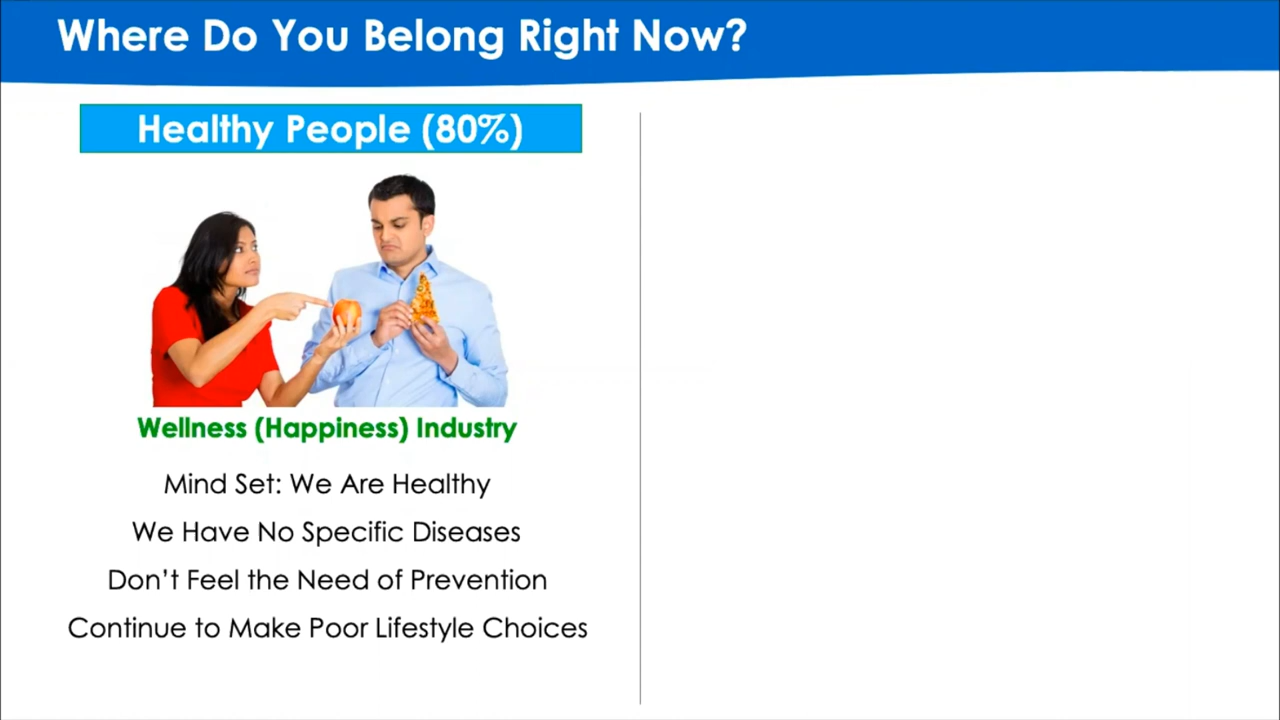 Where Do You Belong Right Now?
Healthy People (80%)
Wellness (Happiness) Industry
Mind Set: We Are Healthy
We Have No Specific Diseases
Don’t Feel the Need of Prevention
Continue to Make Poor Lifestyle Choices